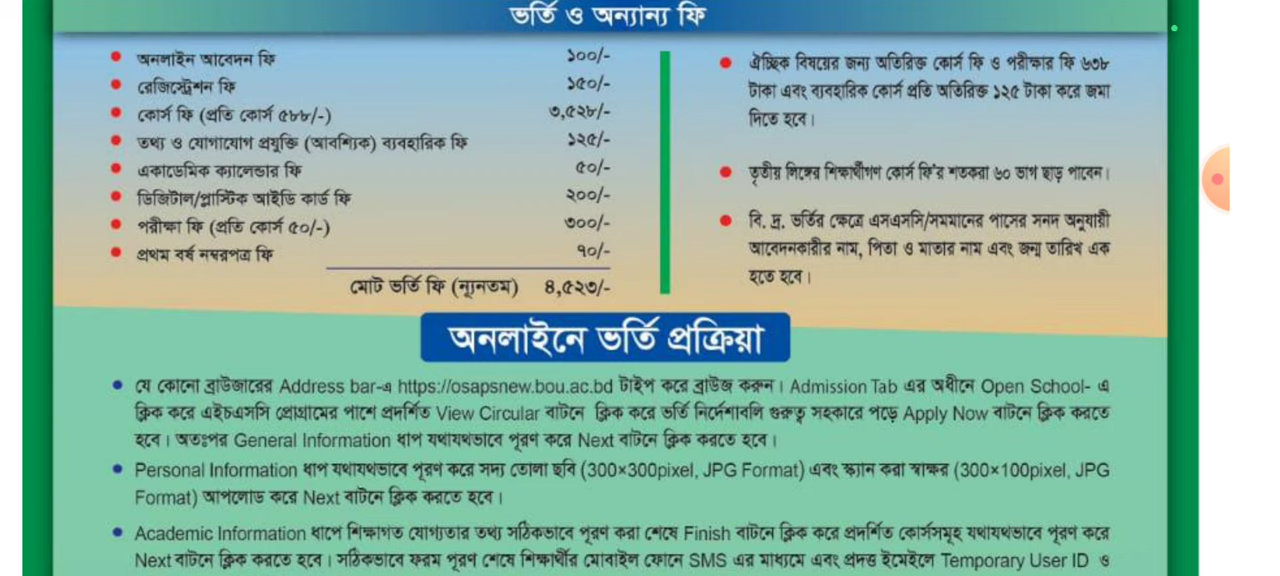 ভর্তি ও অন্যান্য ফি
অনলাইন আবেদন ফি ১০০/-
রেজিস্ট্রেশন ফি ১৫০/-
কোর্স ফি (প্রতি কোর্স ৫৮৮/-) ৩,৫২৮/-
তথ্য ও যোগাযোগ প্রযুক্তি (আবশ্যিক) ব্যবহারিক ফি ১২৫/-
একাডেমিক ক্যালেন্ডার ফি ৫০/-
ডিজিটাল/প্লাস্টিক আইডি কার্ড ফি ২০০/-
পরীক্ষা ফি (প্রতি কোর্স ৫০/-) ৩০০/-
প্রথম বর্ষ নম্বরপত্র ফি ৭০/-
মোট ভর্তি ফি (ন্যূনতম) ৪,৫২৩/-
ঐচ্ছিক বিষয়ের জন্য অতিরিক্ত কোর্স ফি ও পরীক্ষার ফি ৬৩৮
টাকা এবং ব্যবহারিক কোর্স প্রতি অতিরিক্ত ১২৫ টাকা করে জমা
দিতে হবে।
তৃতীয় লিঙ্গের শিক্ষার্থীগণ কোর্স ফি'র শতকরা ৬০ ভাগ ছাড় পাবেন।
বি. দ্র. ভর্তির ক্ষেত্রে এসএসসি/সমমানের পাসের সনদ অনুযায়ী
আবেদনকারীর নাম, পিতা ও মাতার নাম এবং জন্ম তারিখ এক
হতে হবে।
অনলাইনে ভর্তি প্রক্রিয়া
যে কোনো ব্রাউজারের Address bar-এ https://osapsnew.bou.ac.bd টাইপ করে ব্রাউজ করুন। Admission Tab এর অধীনে Open School- এ
ক্লিক করে এইচএসসি প্রোগ্রামের পাশে প্রদর্শিত View Circular বাটনে ক্লিক করে ভর্তি নির্দেশাবলি গুরুত্ব সহকারে পড়ে Apply Now বাটনে ক্লিক করতে
হবে। অতঃপর General Information ধাপ যথাযথভাবে পূরণ করে Next বাটনে ক্লিক করতে হবে।
Personal Information ধাপ যথাযথভাবে পূরণ করে সদ্য তোলা ছবি (300×300pixel, JPG Format) এবং স্ক্যান করা স্বাক্ষর (300×100pixel, JPG
Format) আপলোড করে Next বাটনে ক্লিক করতে হবে।
Academic Information ধাপে শিক্ষাগত যোগ্যতার তথ্য সঠিকভাবে পূরণ করা শেষে Finish বাটনে ক্লিক করে প্রদর্শিত কোর্সসমূহ যথাযথভাবে পূরণ করে
Next বাটনে ক্লিক করতে হবে। সঠিকভাবে ফরম পূরণ শেষে শিক্ষার্থীর মোবাইল ফোনে SMS এর মাধ্যমে এবং প্রদত্ত ইমেইলে Temporary User ID ও